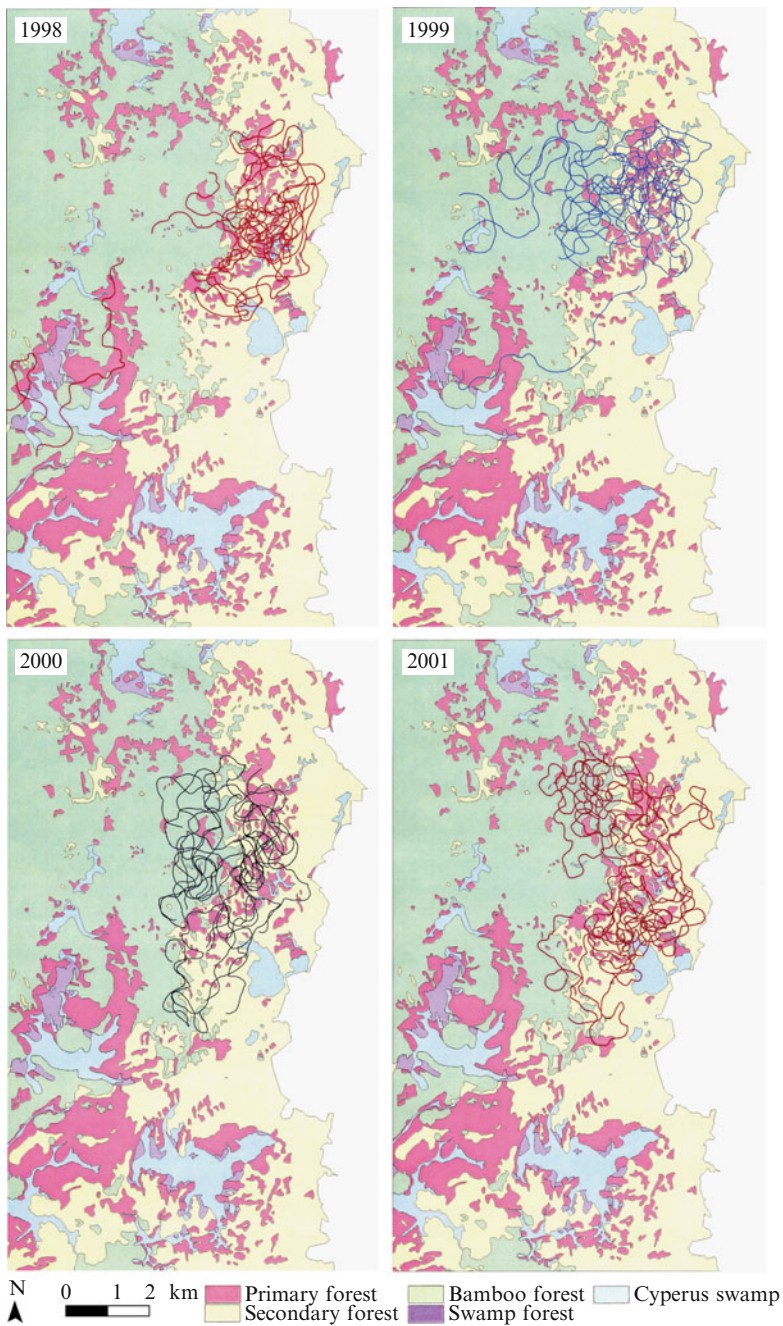 1998
1999
2000
2001
N
0 1 2 km
Primary forest Bamboo forest Cyperus swamp
Secondary forest Swamp forest